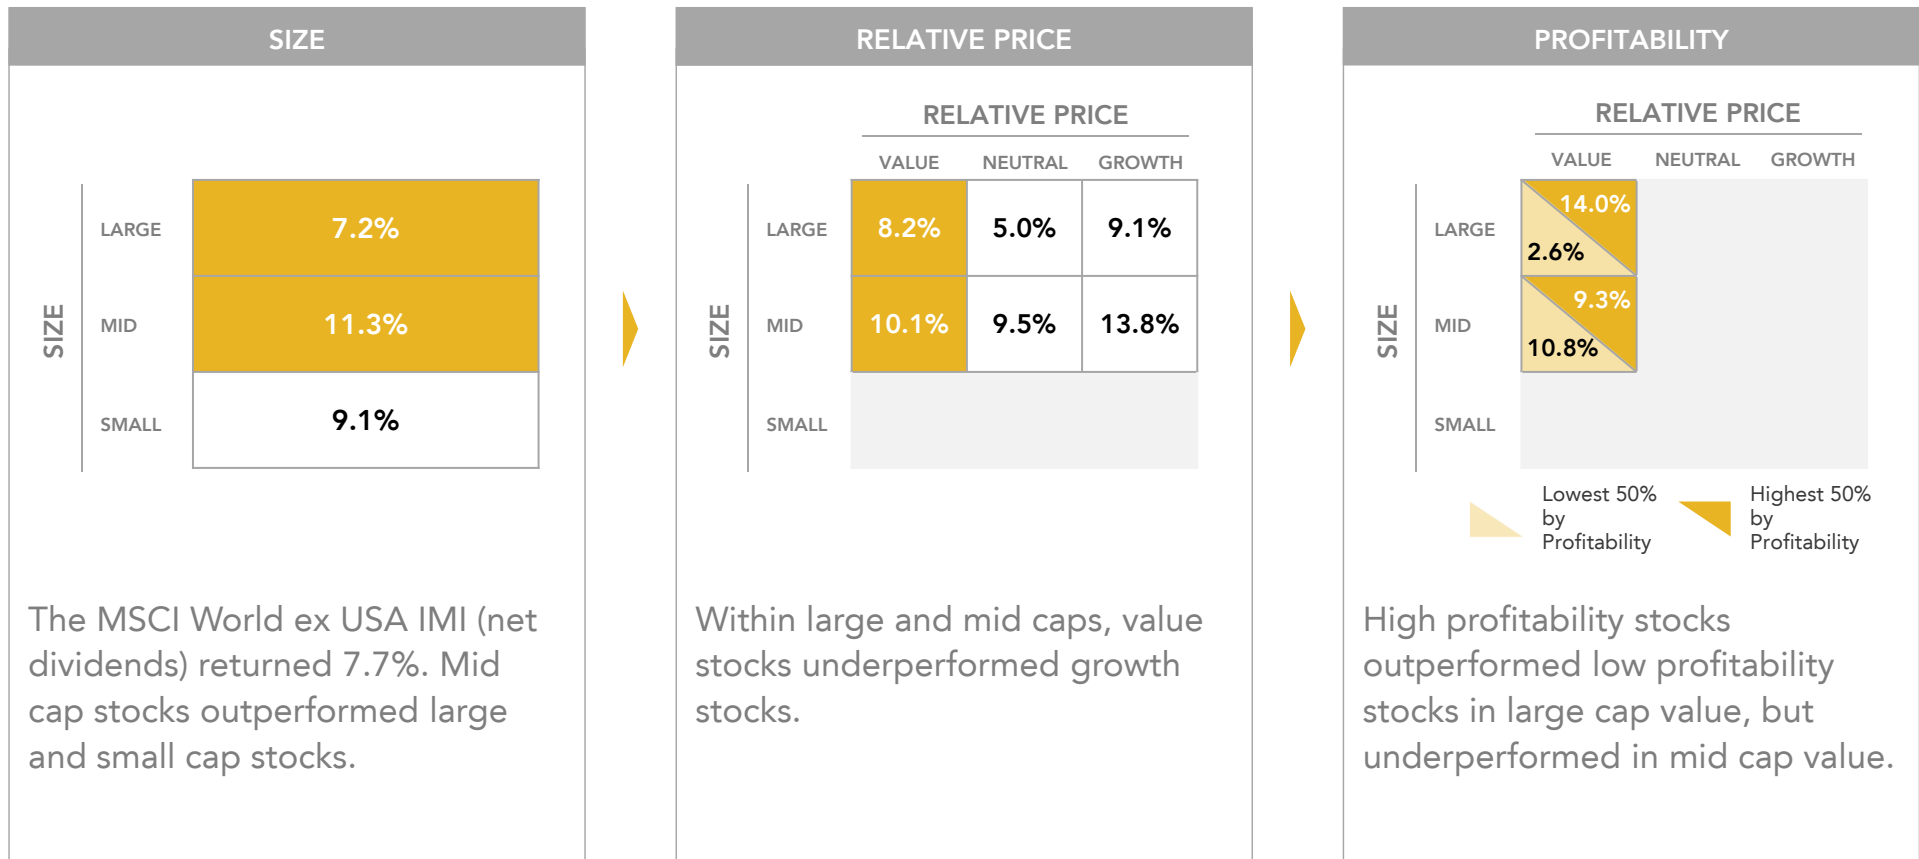 SIZE
SIZE
LARGE
7.2%
MID
11.3%
SMALL
9.1%
The MSCI World ex USA IMI (net
dividends) returned 7.7%. Mid
cap stocks outperformed large
and small cap stocks.
RELATIVE PRICE
RELATIVE PRICE
VALUE NEUTRAL GROWTH
SIZE
LARGE
8.2% 5.0% 9.1%
MID
10.1% 9.5% 13.8%
SMALL
Within large and mid caps, value
stocks underperformed growth
stocks.
PROFITABILITY
RELATIVE PRICE
VALUE NEUTRAL GROWTH
SIZE
LARGE
14.0%
2.6%
MID
9.3%
10.8%
SMALL
Lowest 50%
by
Profitability
Highest 50%
by
Profitability
High profitability stocks
outperformed low profitability
stocks in large cap value, but
underperformed in mid cap value.